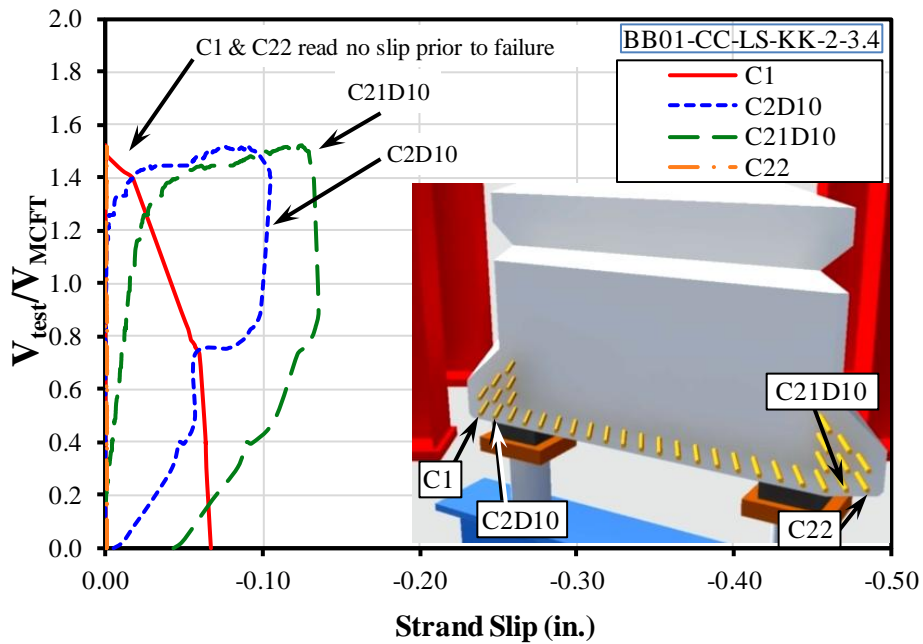 C1 & C22 read no slip prior to failure
BB01-CC-LS-KK-2-3.4
C1
C2D10
C21D10
C22
C21D10
C2D10
V_test/V_MCFT
2.0
1.8
1.6
1.4
1.2
1.0
0.8
0.6
0.4
0.2
0.0
C21D10
C1
C2D10
C22
0.00
-0.10
-0.20
-0.30
-0.40
-0.50
Strand Slip (in.)